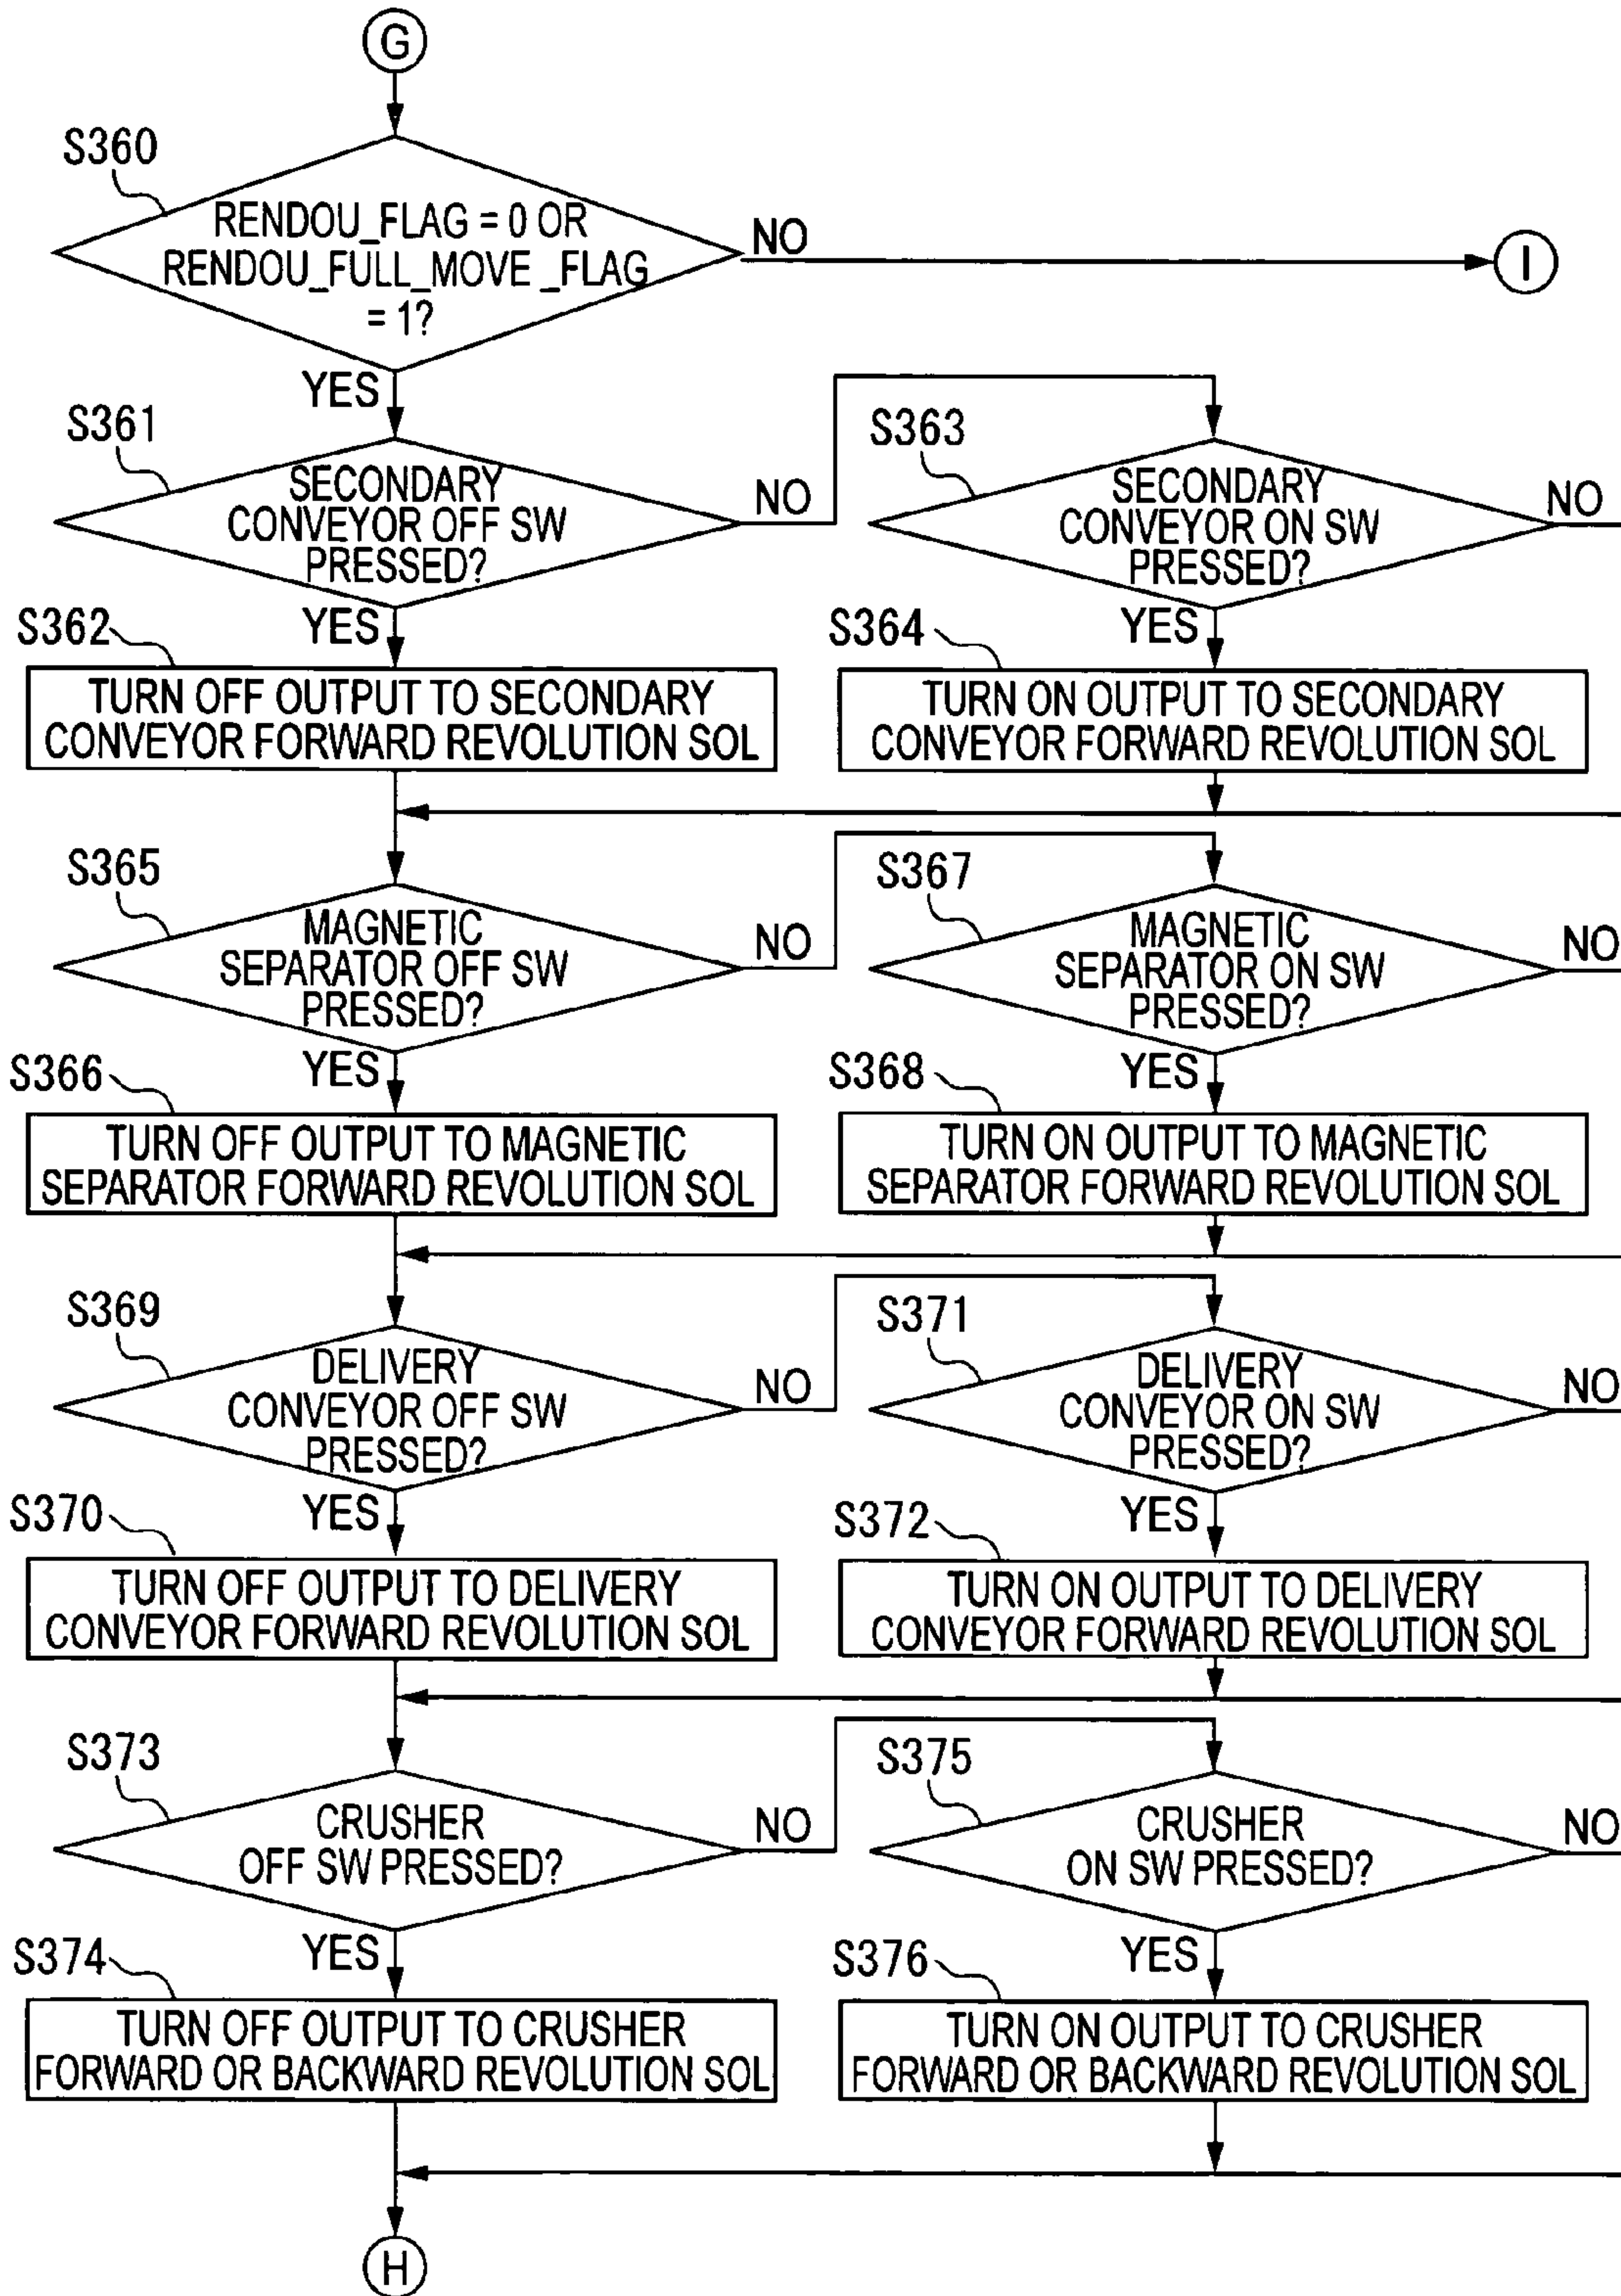 G
S360
RENDOU_FLAG = 0 OR
RENDOU_FULL_MOVE _FLAG
= 1?
NO
I
YES
S361
SECONDARY
CONVEYOR OFF SW
PRESSED?
NO
S363
SECONDARY
CONVEYOR ON SW
PRESSED?
NO
YES
YES
S362
TURN OFF OUTPUT TO SECONDARY
CONVEYOR FORWARD REVOLUTION SOL
S364
TURN ON OUTPUT TO SECONDARY
CONVEYOR FORWARD REVOLUTION SOL
S365
MAGNETIC
SEPARATOR OFF SW
PRESSED?
NO
S367
MAGNETIC
SEPARATOR ON SW
PRESSED?
NO
YES
YES
S366
TURN OFF OUTPUT TO MAGNETIC
SEPARATOR FORWARD REVOLUTION SOL
S368
TURN ON OUTPUT TO MAGNETIC
SEPARATOR FORWARD REVOLUTION SOL
S369
DELIVERY
CONVEYOR OFF SW
PRESSED?
NO
S371
DELIVERY
CONVEYOR ON SW
PRESSED?
NO
YES
YES
S370
TURN OFF OUTPUT TO DELIVERY
CONVEYOR FORWARD REVOLUTION SOL
S372
TURN ON OUTPUT TO DELIVERY
CONVEYOR FORWARD REVOLUTION SOL
S373
CRUSHER
OFF SW PRESSED?
NO
S375
CRUSHER
ON SW PRESSED?
NO
YES
YES
S374
TURN OFF OUTPUT TO CRUSHER
FORWARD OR BACKWARD REVOLUTION SOL
S376
TURN ON OUTPUT TO CRUSHER
FORWARD OR BACKWARD REVOLUTION SOL
H